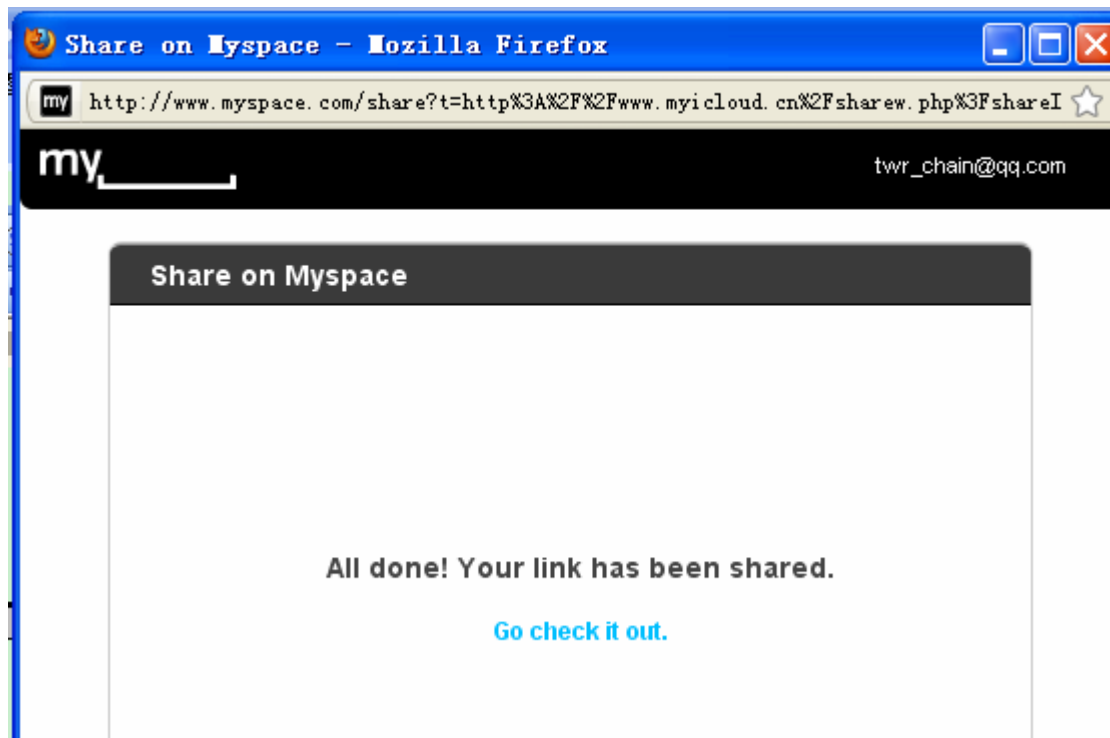 Share on Myspace - Mozilla Firefox
my http://www.myspace.com/share?t=http%3A%2F%2Fwww.myicloud.cn%2Fsharew.php%3FshareI
my twr_chain@qq.com
Share on Myspace
All done! Your link has been shared.
Go check it out.